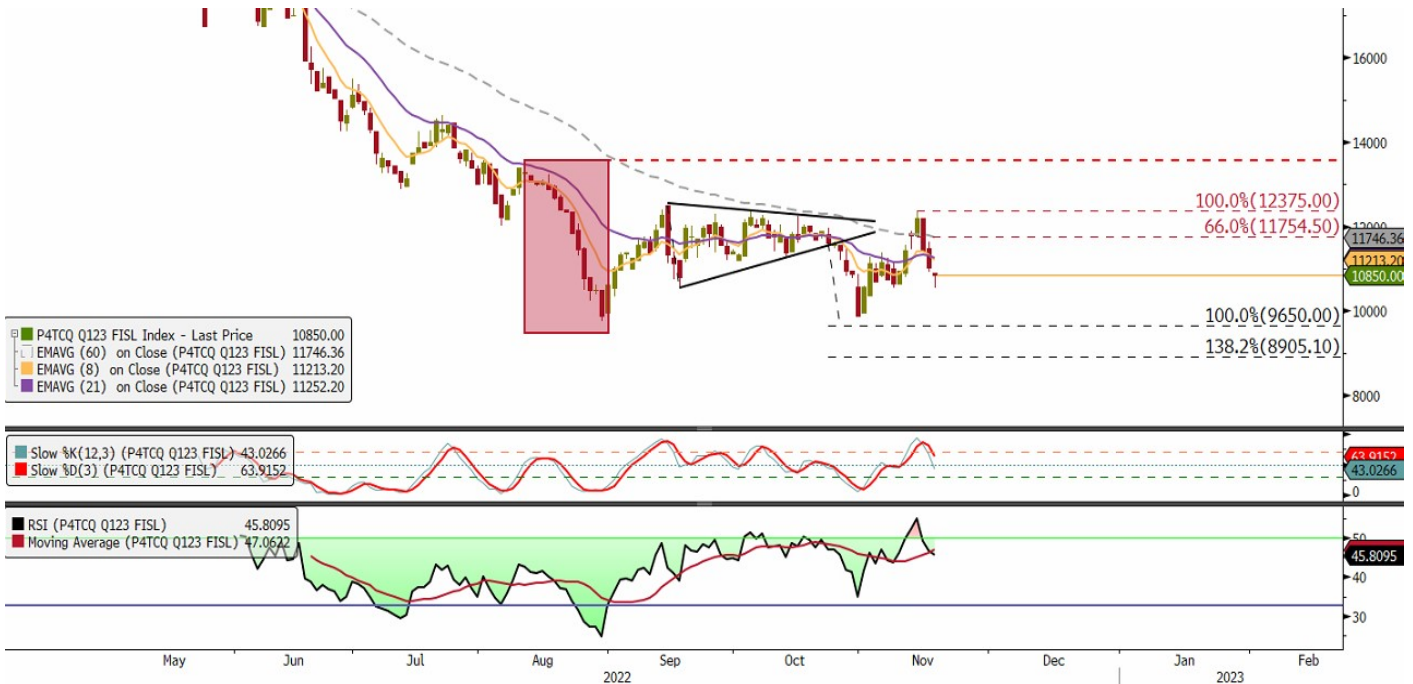 16000
14000
100.0%(12375.00)
12000
66.0%(11754.50)
11746.36
11213.20
10850.00
10000
100.0%(9650.00)
138.2%(8905.10)
8000
P4TCQ Q123 FISL Index - Last Price 10850.00
EMAVG (60) on Close (P4TCQ Q123 FISL) 11746.36
EMAVG (8) on Close (P4TCQ Q123 FISL) 11213.20
EMAVG (21) on Close (P4TCQ Q123 FISL) 11252.20
Slow %K(12,3) (P4TCQ Q123 FISL) 43.0266
Slow %D(3) (P4TCQ Q123 FISL) 63.9152
63.9152
43.0266
0
RSI (P4TCQ Q123 FISL) 45.8095
Moving Average (P4TCQ Q123 FISL) 47.0622
50
45.8095
40
30
May Jun Jul Aug Sep Oct Nov Dec Jan Feb
2022 2023